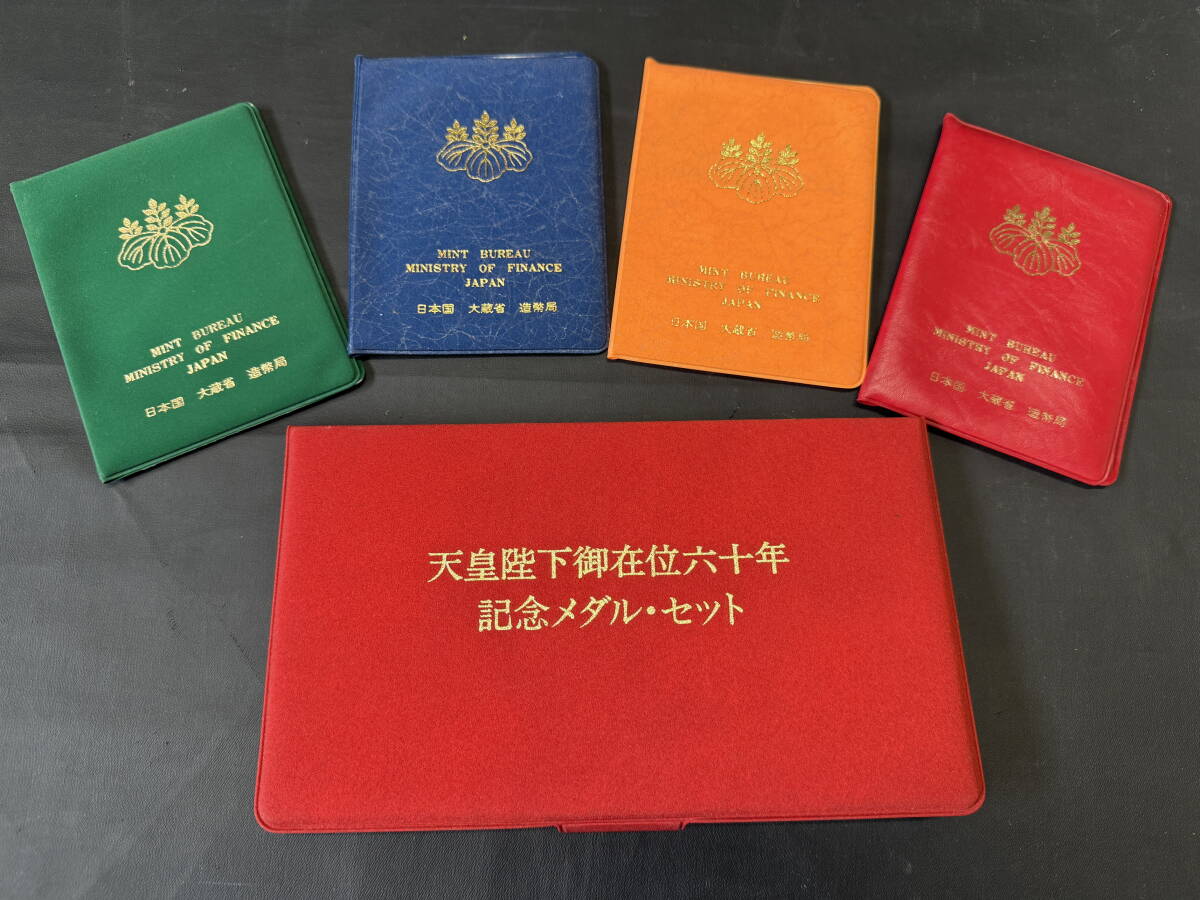 MINT BUREAU
MINISTRY OF FINANCE
JAPAN
日本国 大蔵省 造幣局
MINT BUREAU
MINISTRY OF FINANCE
JAPAN
日本国 大蔵省 造幣局
MINT BUREAU
MINISTRY OF FINANCE
JAPAN
日本国 大蔵省 造幣局
MINT BUREAU
MINISTRY OF FINANCE
JAPAN
日本国 大蔵省 造幣局
天皇陛下御在位六十年
記念メダル・セット